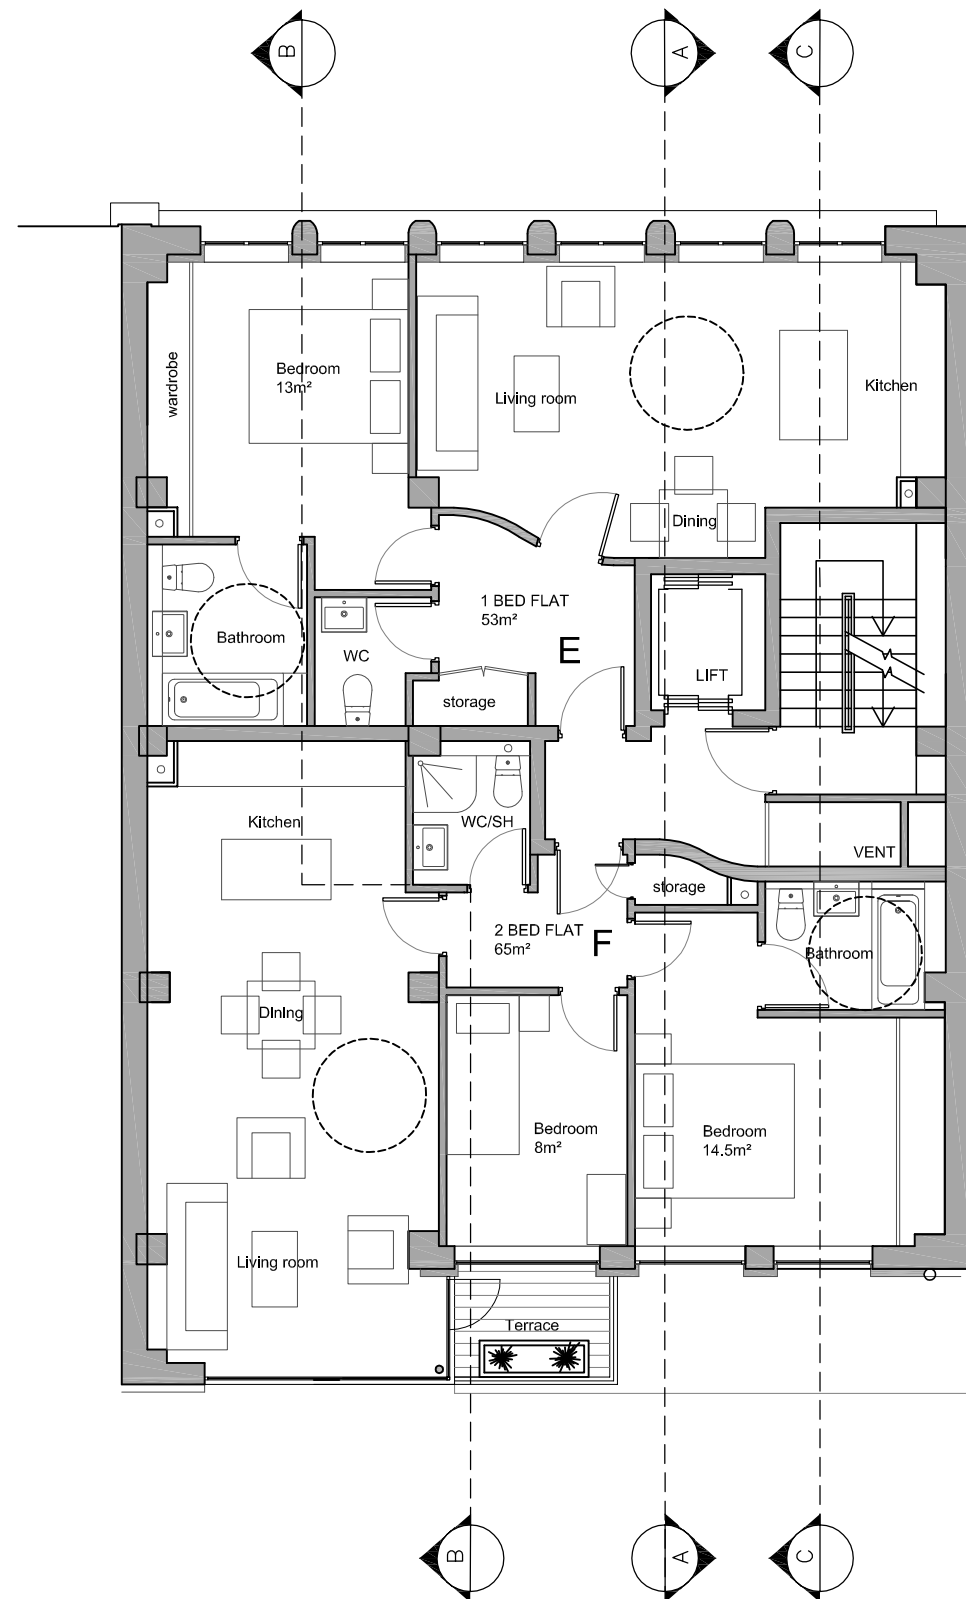 B
A
C
wardrobe
Bedroom
13m²
Living room
Kitchen
Dining
1 BED FLAT
53m²
E
Bathroom
WC
LIFT
storage
Kitchen
WC/SH
VENT
storage
2 BED FLAT
65m²
F
Bathroom
DIning
Bedroom
8m²
Bedroom
14.5m²
Living room
Terrace
B
A
C